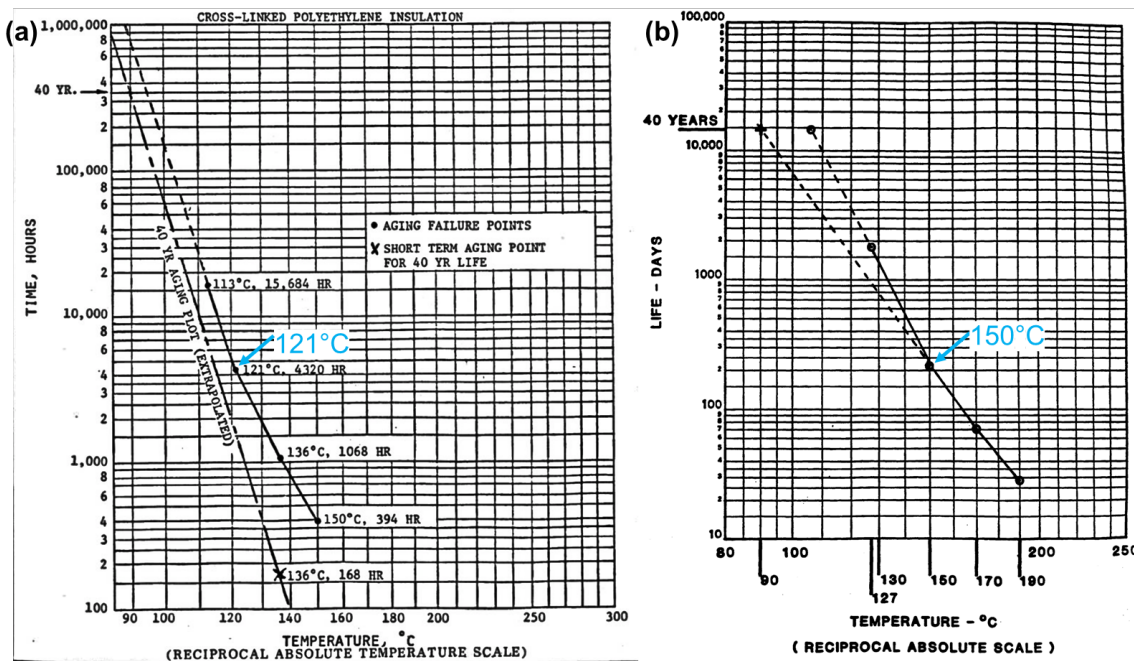 (a)
CROSS-LINKED POLYETHYLENE INSULATION
1,000,000
8
6
4
40 YR.
3
2
100,000
8
6
4
3
2
10,000
8
6
4
3
2
1,000
8
6
4
3
2
100
TIME, HOURS
40 YR AGING PLOT (EXTRAPOLATED)
113°C, 15,684 HR
121°C
121°C, 4320 HR
136°C, 1068 HR
150°C, 394 HR
136°C, 168 HR
● AGING FAILURE POINTS
X SHORT TERM AGING POINT
FOR 40 YR LIFE
90 100 120 140 160 180 200 250 300
TEMPERATURE, °C
(RECIPROCAL ABSOLUTE TEMPERATURE SCALE)
(b)
100,000
40 YEARS
10,000
1000
100
10
LIFE - DAYS
150°C
80 100 200 250
90 130 150 170 190
127
TEMPERATURE - °C
(RECIPROCAL ABSOLUTE SCALE)